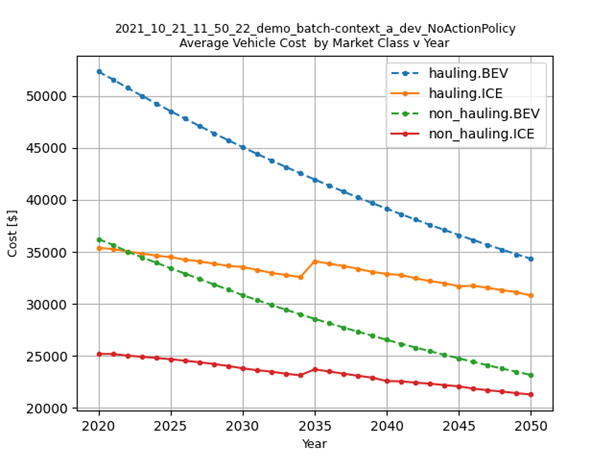 2021_10_21_11_50_22_demo_batch-context_a_dev_NoActionPolicy
Average Vehicle Cost  by Market Class v Year
hauling.BEV
hauling.ICE
non_hauling.BEV
non_hauling.ICE
Cost [$]
50000
45000
40000
35000
30000
25000
20000
2020 2025 2030 2035 2040 2045 2050
Year